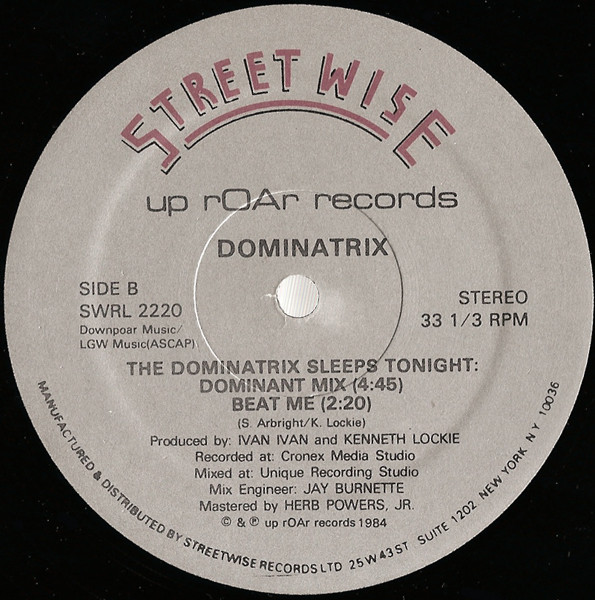 STREETWISE
up rOAr records
DOMINATRIX
SIDE B
SWRL 2220
Downpoar Music/
LGW Music(ASCAP)
STEREO
33 1/3 RPM
THE DOMINATRIX SLEEPS TONIGHT:
DOMINANT MIX (4:45)
BEAT ME (2:20)
(S. Arbright/K. Lockie)
Produced by: IVAN IVAN and KENNETH LOCKIE
Recorded at: Cronex Media Studio
Mixed at: Unique Recording Studio
Mix Engineer: JAY BURNETTE
Mastered by HERB POWERS, JR.
© & ℗ up rOAr records 1984
MANUFACTURED & DISTRIBUTED BY STREETWISE RECORDS LTD 25 W 43 ST SUITE 1202 NEW YORK NY 10036